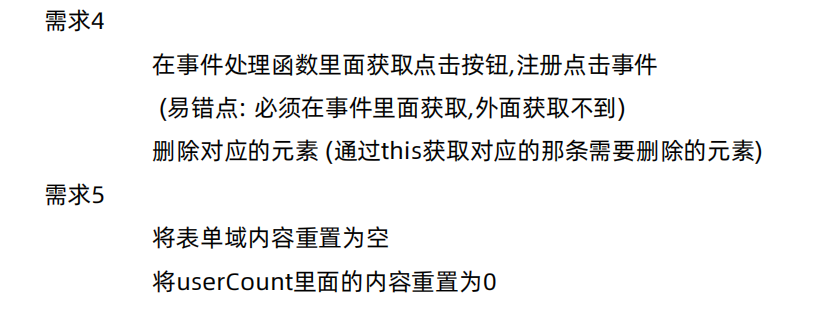 需求4
在事件处理函数里面获取点击按钮,注册点击事件
(易错点: 必须在事件里面获取,外面获取不到)
删除对应的元素 (通过this获取对应的那条需要删除的元素)
需求5
将表单域内容重置为空
将userCount里面的内容重置为0